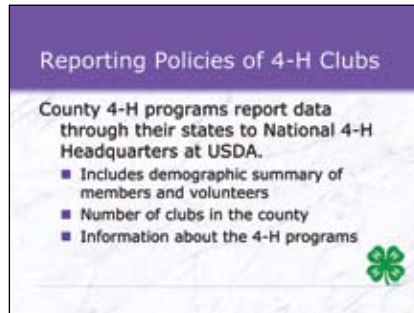 Reporting Policies of 4-H Clubs
County 4-H programs report data
through their states to National 4-H
Headquarters at USDA.
■ Includes demographic summary of
members and volunteers
■ Number of clubs in the county
■ Information about the 4-H programs
H H H H